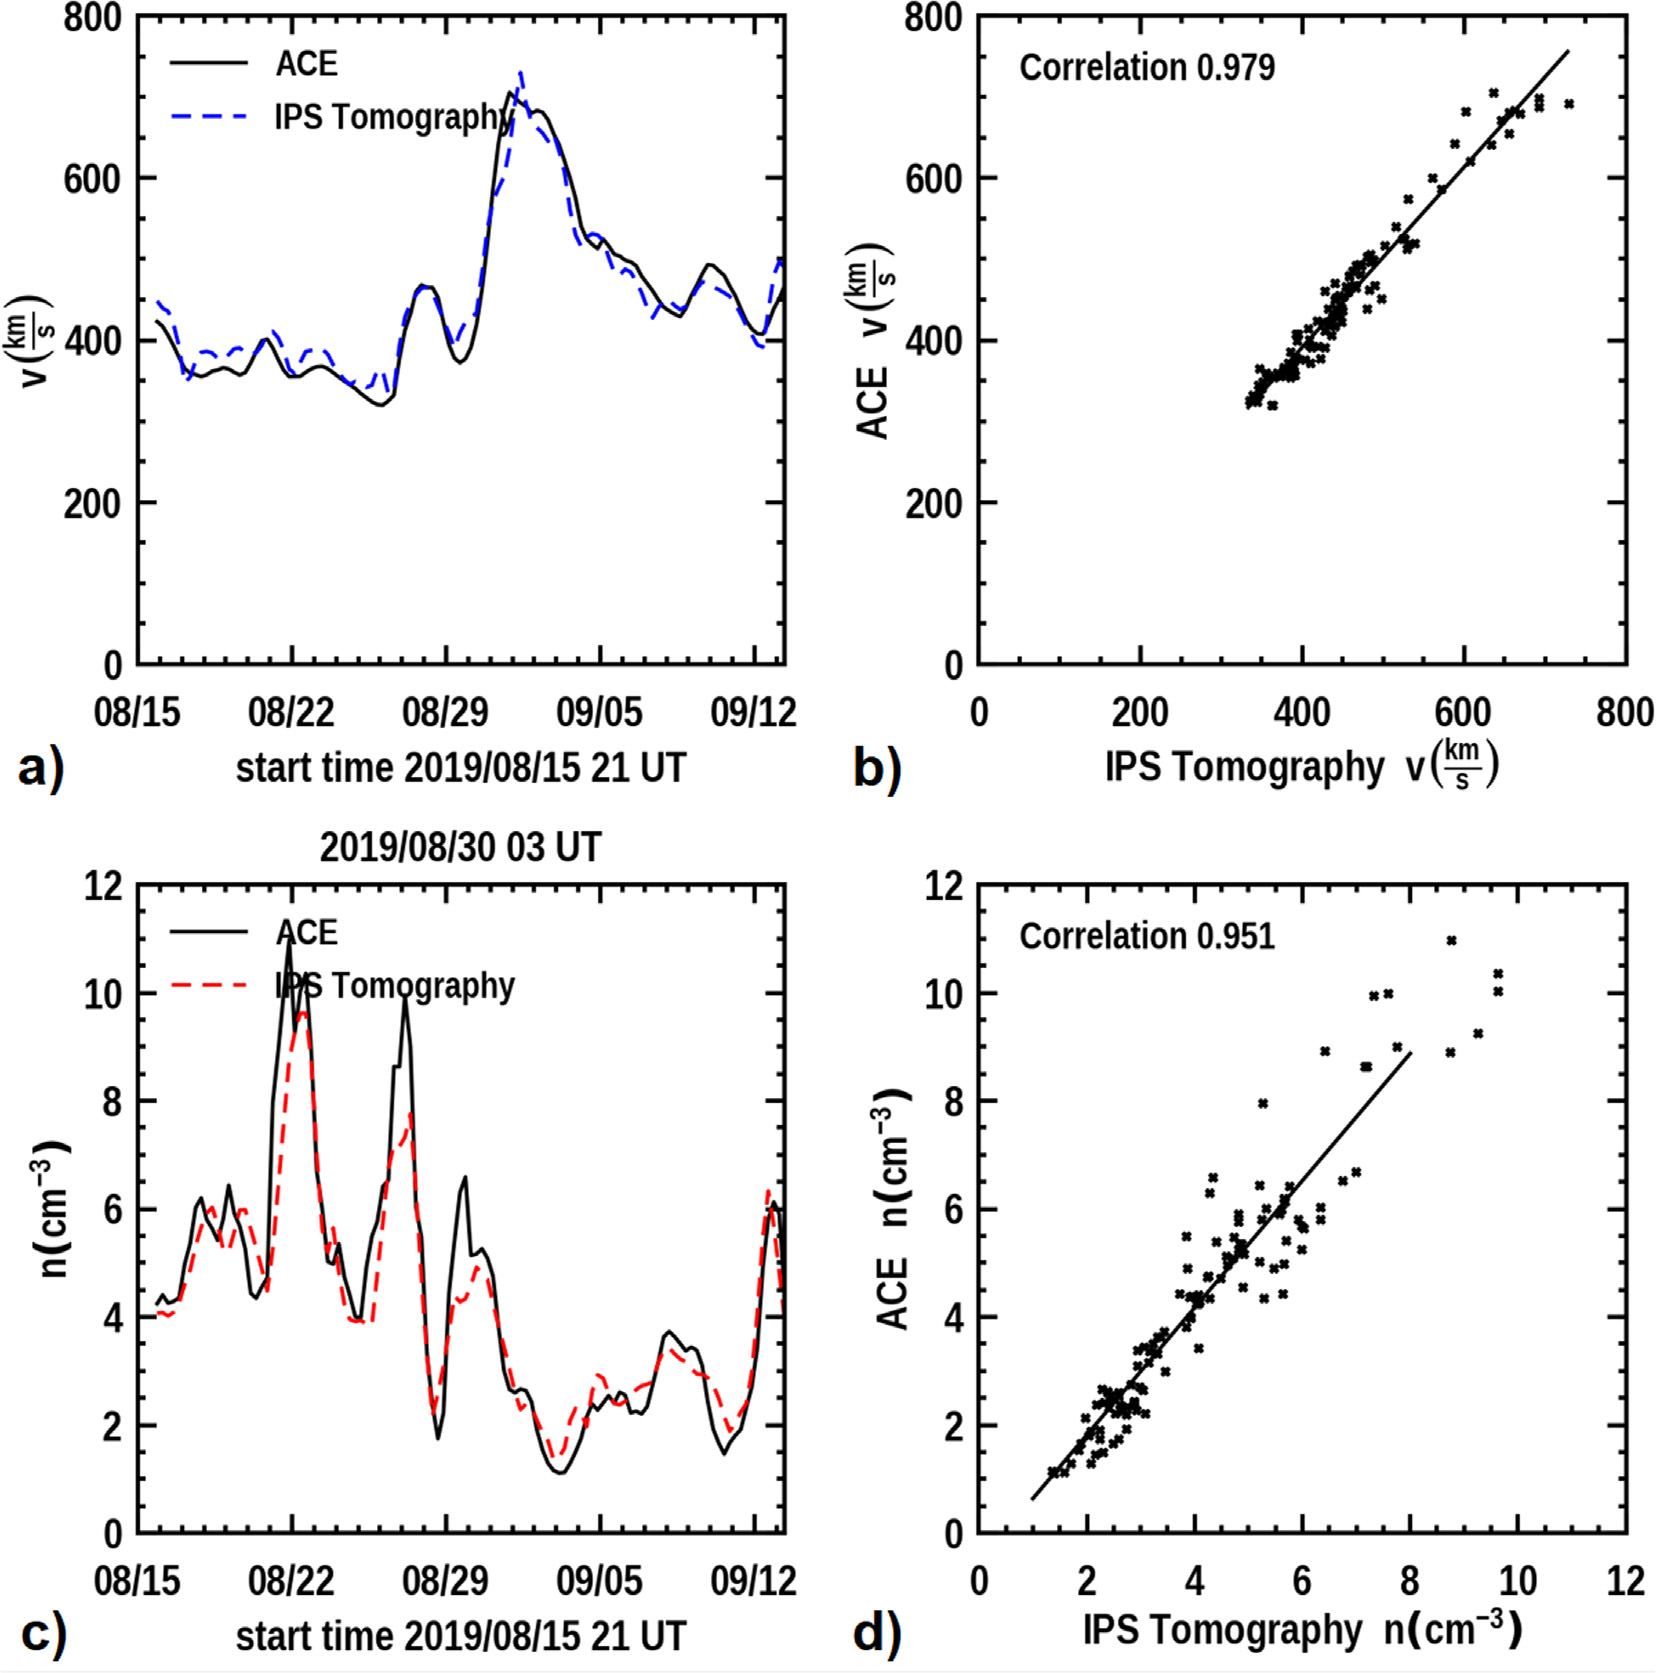 800
600
400
200
0
v(km/s)
ACE
IPS Tomography
08/15 08/22 08/29 09/05 09/12
start time 2019/08/15 21 UT
a)
800
600
400
200
0
ACE v(km/s)
Correlation 0.979
0 200 400 600 800
IPS Tomography v(km/s)
b)
2019/08/30 03 UT
12
10
8
6
4
2
0
n(cm⁻³)
ACE
IPS Tomography
08/15 08/22 08/29 09/05 09/12
start time 2019/08/15 21 UT
c)
12
10
8
6
4
2
0
ACE n(cm⁻³)
Correlation 0.951
0 2 4 6 8 10 12
IPS Tomography n(cm⁻³)
d)